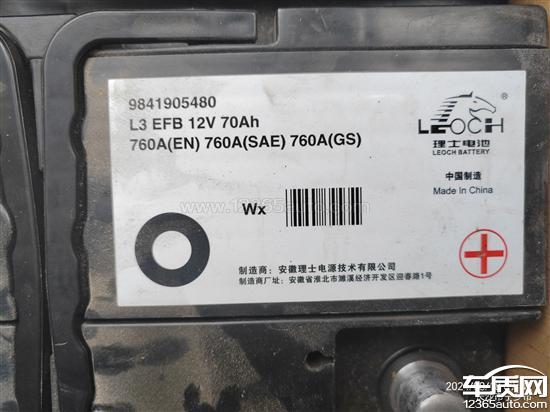 9841905480
L3 EFB 12V 70Ah
760A(EN) 760A(SAE) 760A(GS)
LEOCH
®
理士电池
LEOCH BATTERY
中国制造
Made In China
www.12365auto.com
Wx
制造商：安徽理士电源技术有限公司
制造商厂址：安徽省淮北市濉溪经济开发区迎春路1号
车质网
12365auto.com